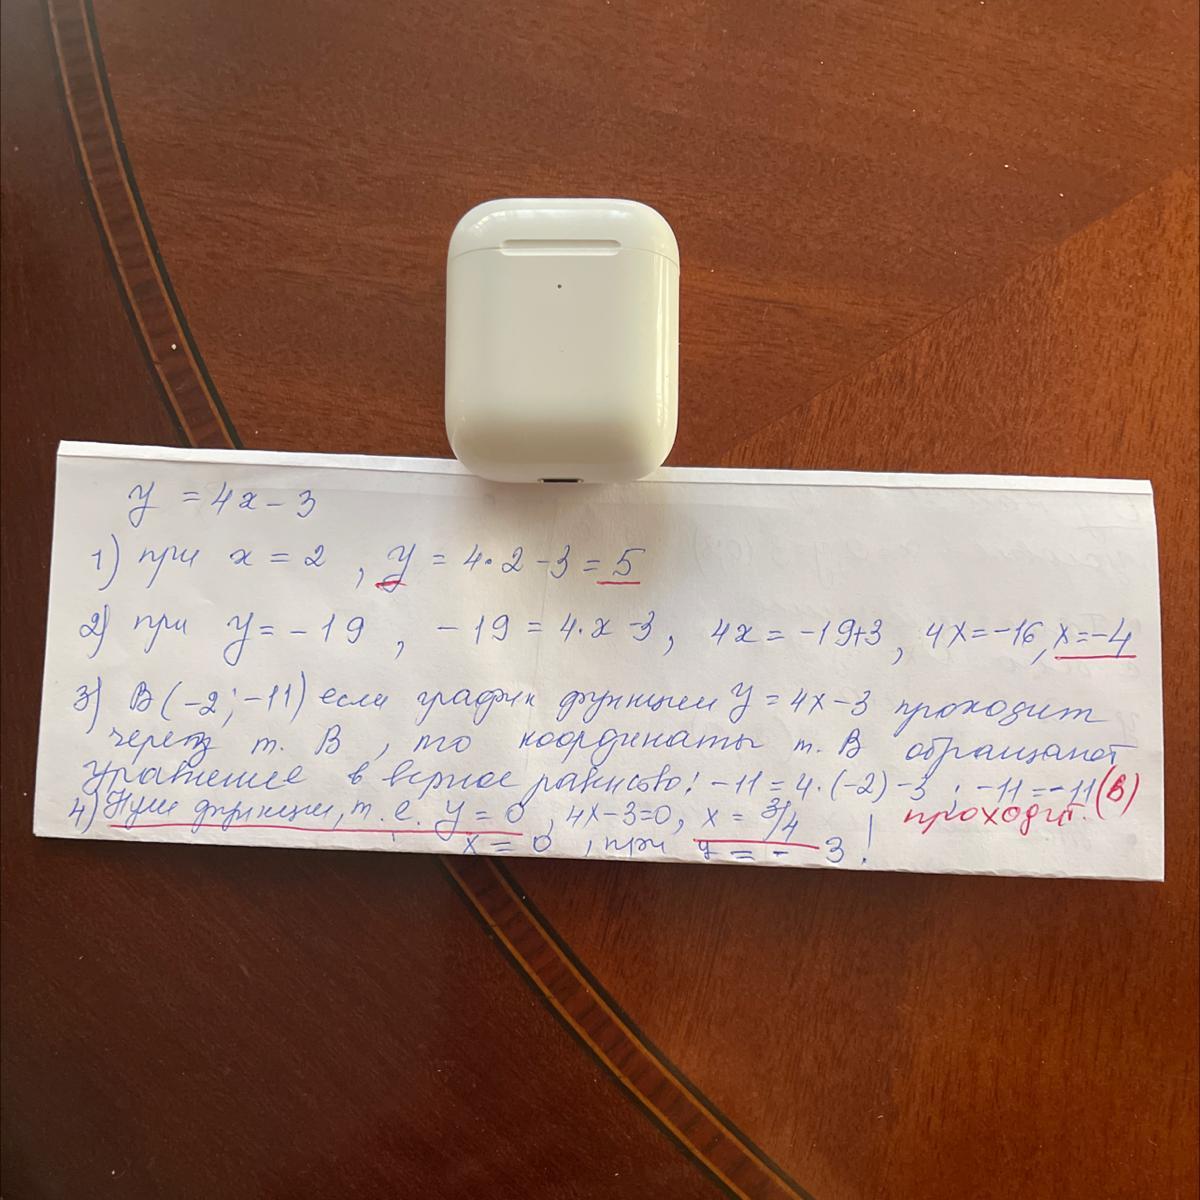 y = 4x - 3
1) при x = 2, y = 4·2-3 = 5
2) при y = -19, -19 = 4·x-3, 4x = -19+3, 4x = -16, x = -4
3) В(-2; -11) если график функции y = 4x-3 проходит
через т. В, то координаты т. В обращают
уравнение в верное равнство: -11 = 4·(-2)-3; -11 = -11(в)
проходит.
4) Нули функции, т.е. y = 0, 4x-3=0, x = 3/4
x = 0, при y = - 3!